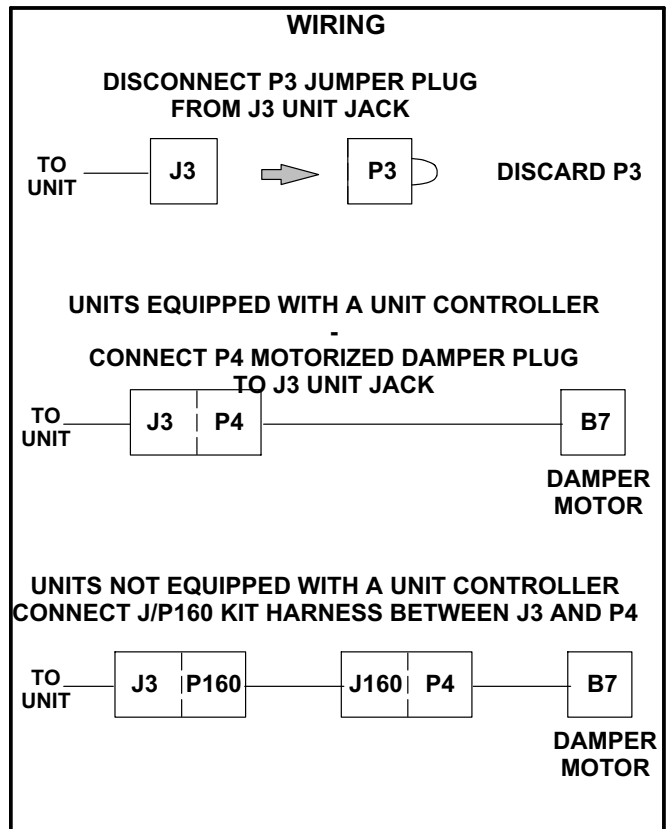 WIRING
DISCONNECT P3 JUMPER PLUG
FROM J3 UNIT JACK
TO
UNIT
J3
P3
DISCARD P3
UNITS EQUIPPED WITH A UNIT CONTROLLER
-
CONNECT P4 MOTORIZED DAMPER PLUG
TO J3 UNIT JACK
TO
UNIT
J3
P4
B7
DAMPER
MOTOR
UNITS NOT EQUIPPED WITH A UNIT CONTROLLER
CONNECT J/P160 KIT HARNESS BETWEEN J3 AND P4
TO
UNIT
J3
P160
J160
P4
B7
DAMPER
MOTOR